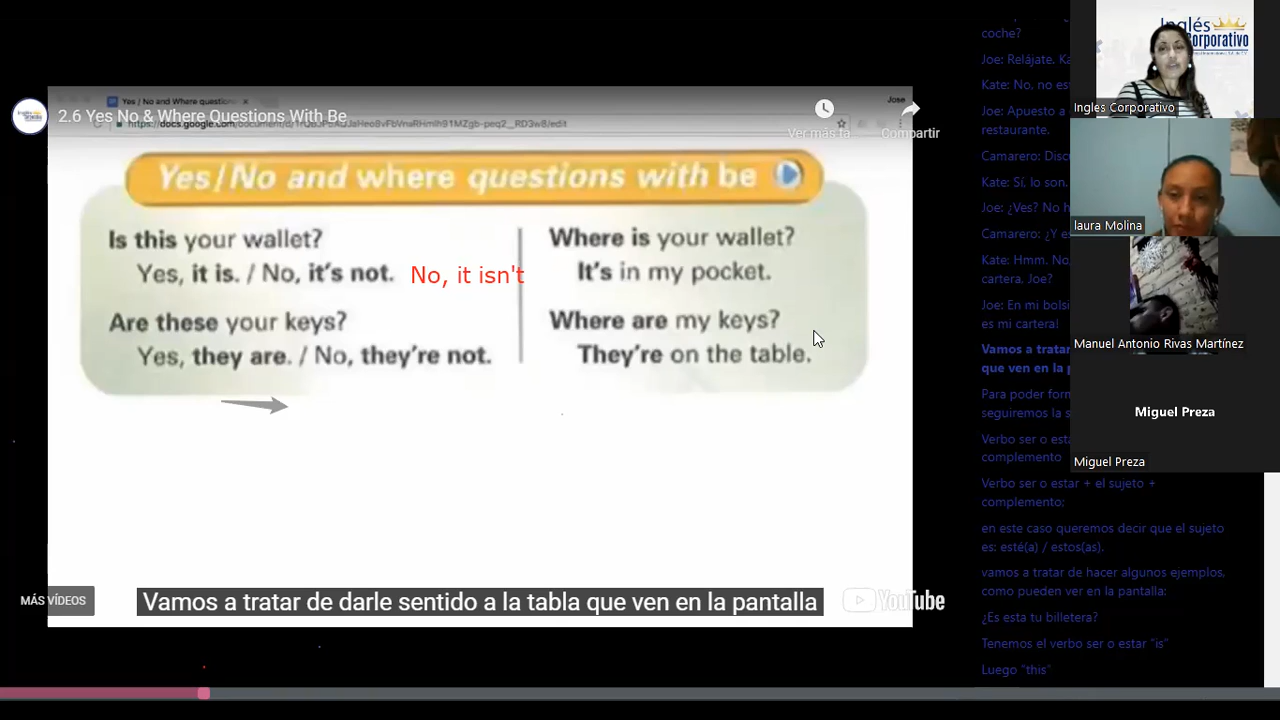 Yes / No and Where question
Jose
2.6 Yes No & Where Questions With Be
Ver más ta...
Compartir
Yes/No and where questions with be
Is this your wallet?
Yes, it is. / No, it's not. No, it isn't
Are these your keys?
Yes, they are. / No, they're not.
Where is your wallet?
It's in my pocket.
Where are my keys?
They're on the table.
MÁS VÍDEOS
Vamos a tratar de darle sentido a la tabla que ven en la pantalla
YouTube
coche?
Joe: Relájate. Ka
Kate: No, no es
Joe: Apuesto a
restaurante.
Camarero: Disc
Kate: Sí, lo son.
Joe: ¿Ves? No h
Camarero: ¿Y e
Kate: Hmm. No,
cartera, Joe?
Joe: En mi bolsi
es mi cartera!
Vamos a tratar
que ven en la p
Para poder form
seguiremos la s
Verbo ser o esta
complemento
Verbo ser o estar + el sujeto +
complemento;
en este caso queremos decir que el sujeto
es: esté(a) / estos(as).
vamos a tratar de hacer algunos ejemplos,
como pueden ver en la pantalla:
¿Es esta tu billetera?
Tenemos el verbo ser o estar "is"
Luego "this"
Inglés
Corporativo
Ingles Corporativo
laura Molina
Manuel Antonio Rivas Martínez
Miguel Preza
Miguel Preza